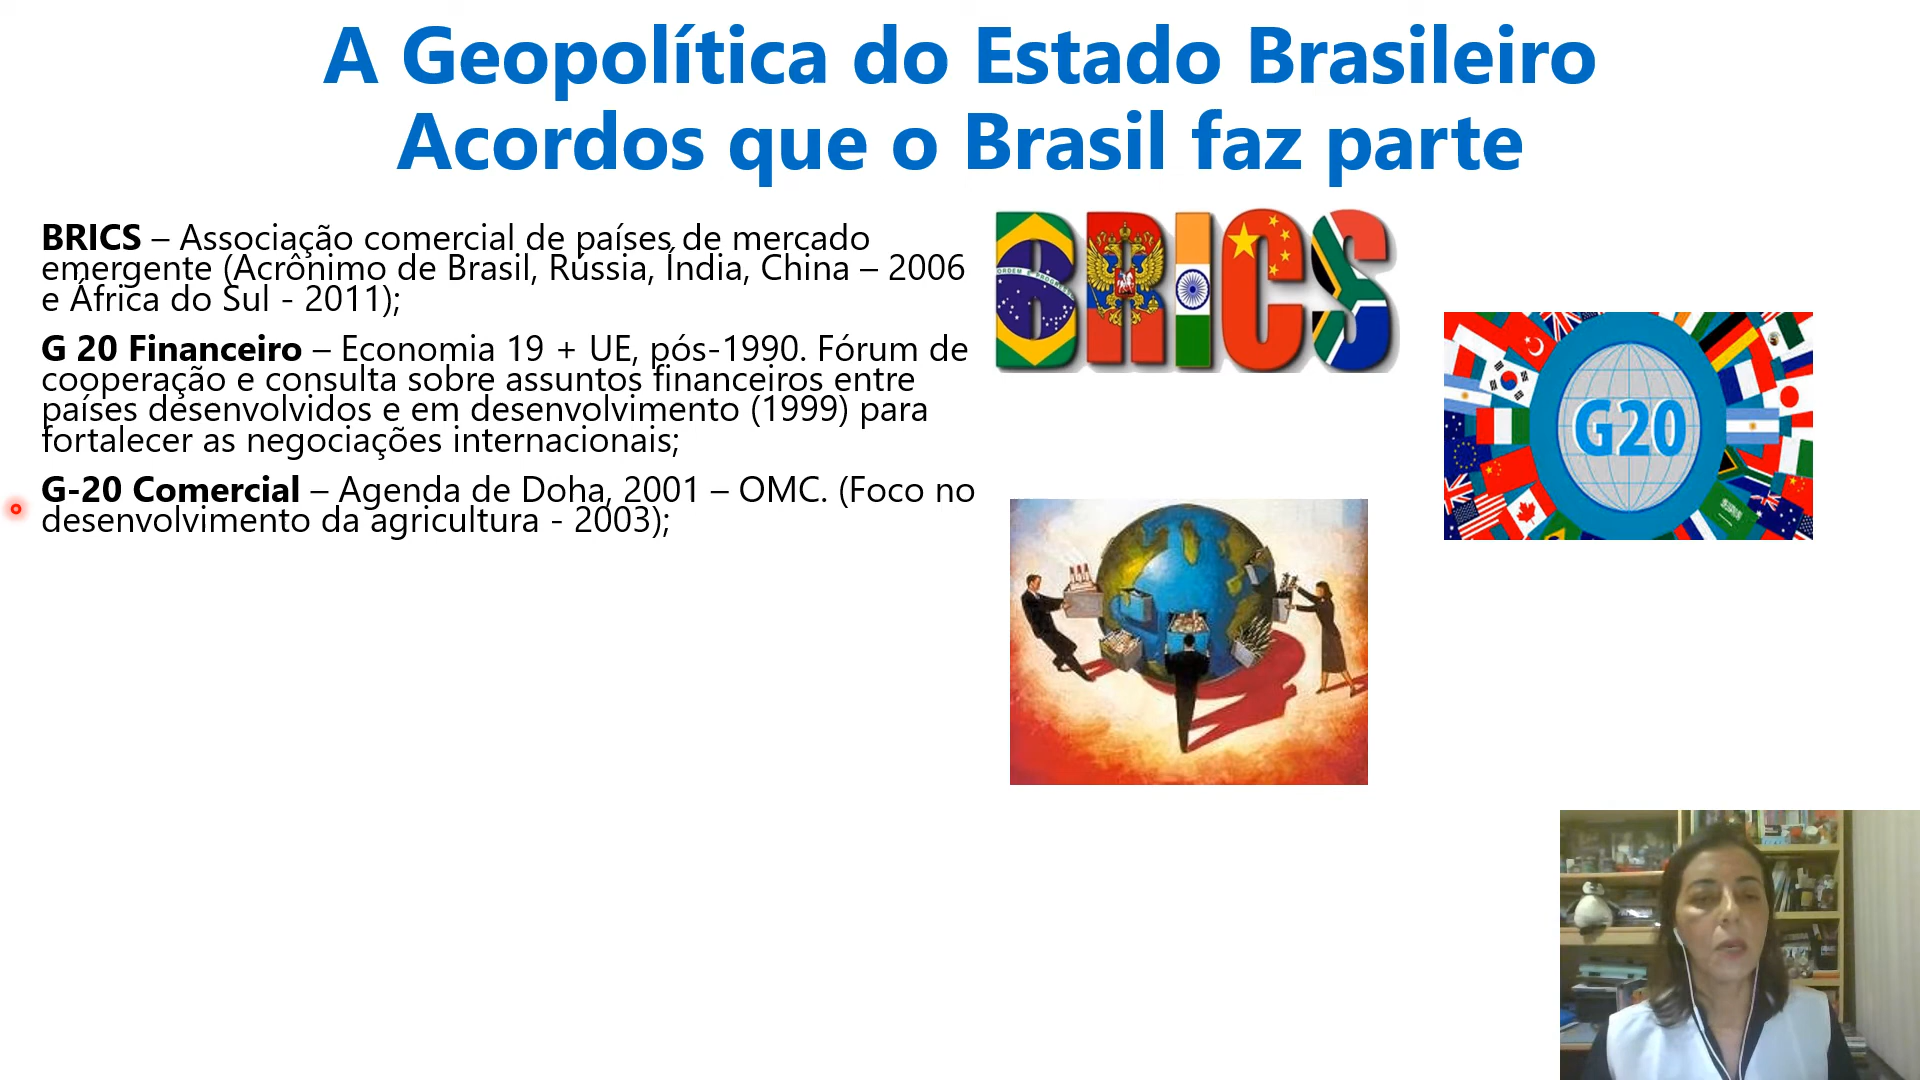 A Geopolítica do Estado Brasileiro
Acordos que o Brasil faz parte
BRICS – Associação comercial de países de mercado
emergente (Acrônimo de Brasil, Rússia, Índia, China – 2006
e África do Sul - 2011);
G 20 Financeiro – Economia 19 + UE, pós-1990. Fórum de
cooperação e consulta sobre assuntos financeiros entre
países desenvolvidos e em desenvolvimento (1999) para
fortalecer as negociações internacionais;
G-20 Comercial – Agenda de Doha, 2001 – OMC. (Foco no
desenvolvimento da agricultura - 2003);
BRICS
ORDEM E PROGRESSO
G20